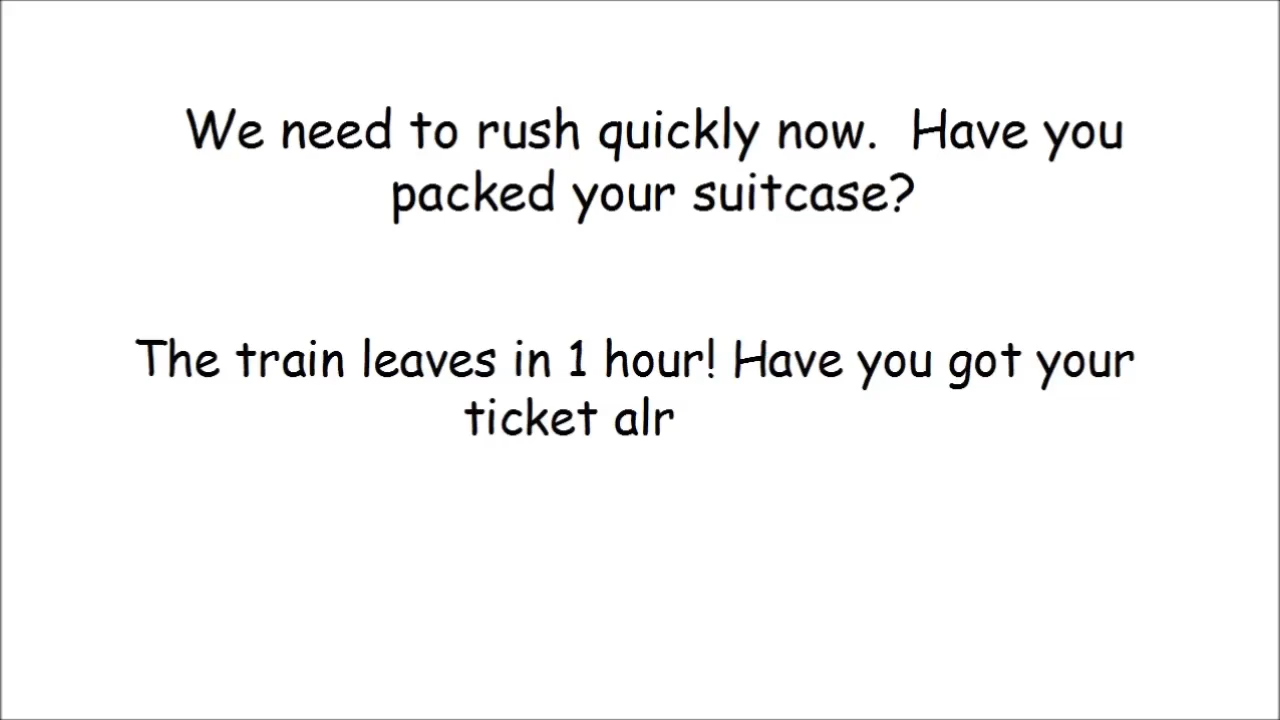 We need to rush quickly now.  Have you
packed your suitcase?
The train leaves in 1 hour! Have you got your
ticket alr